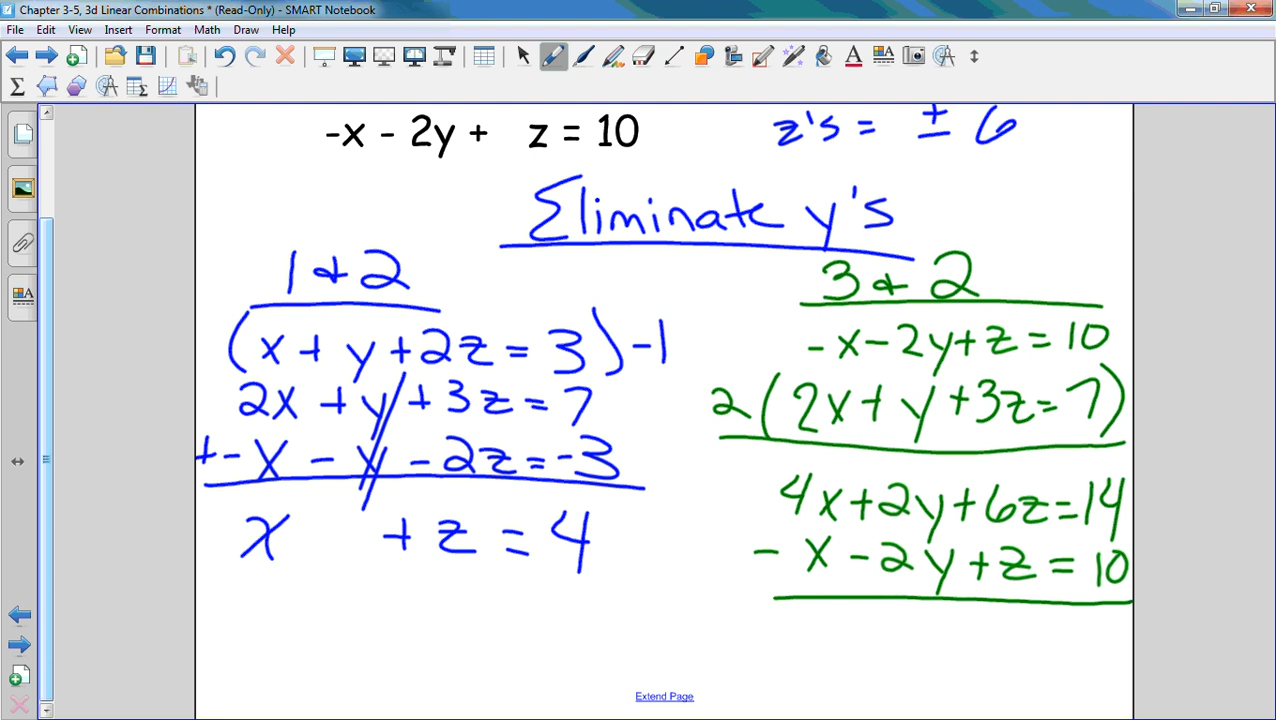 Chapter 3-5, 3d Linear Combinations * (Read-Only) - SMART Notebook
File Edit View Insert Format Math Draw Help
-x - 2y + z = 10
z's = ± 6
Eliminate y's
1 & 2
(x + y + 2z = 3) -1
2x + y + 3z = 7
+ - x - y - 2z = -3
x + z = 4
3 & 2
-x - 2y + z = 10
2 (2x + y + 3z = 7)
4x + 2y + 6z = 14
- x - 2y + z = 10
Extend Page